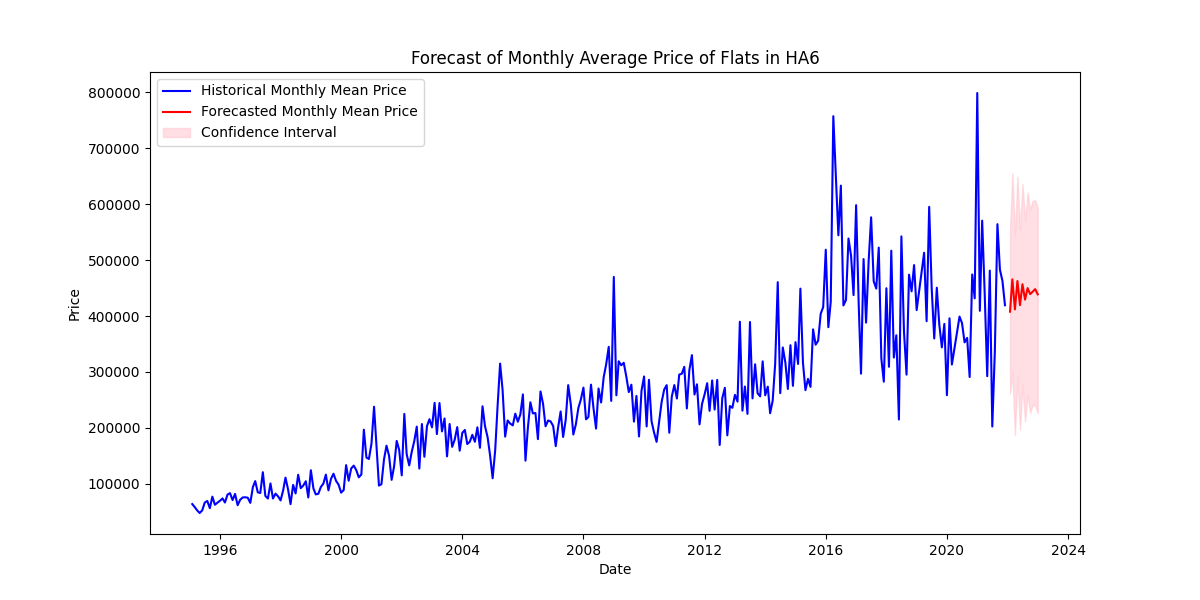 Forecast of Monthly Average Price of Flats in HA6
Historical Monthly Mean Price
Forecasted Monthly Mean Price
Confidence Interval
Price
800000
700000
600000
500000
400000
300000
200000
100000
1996 2000 2004 2008 2012 2016 2020 2024
Date